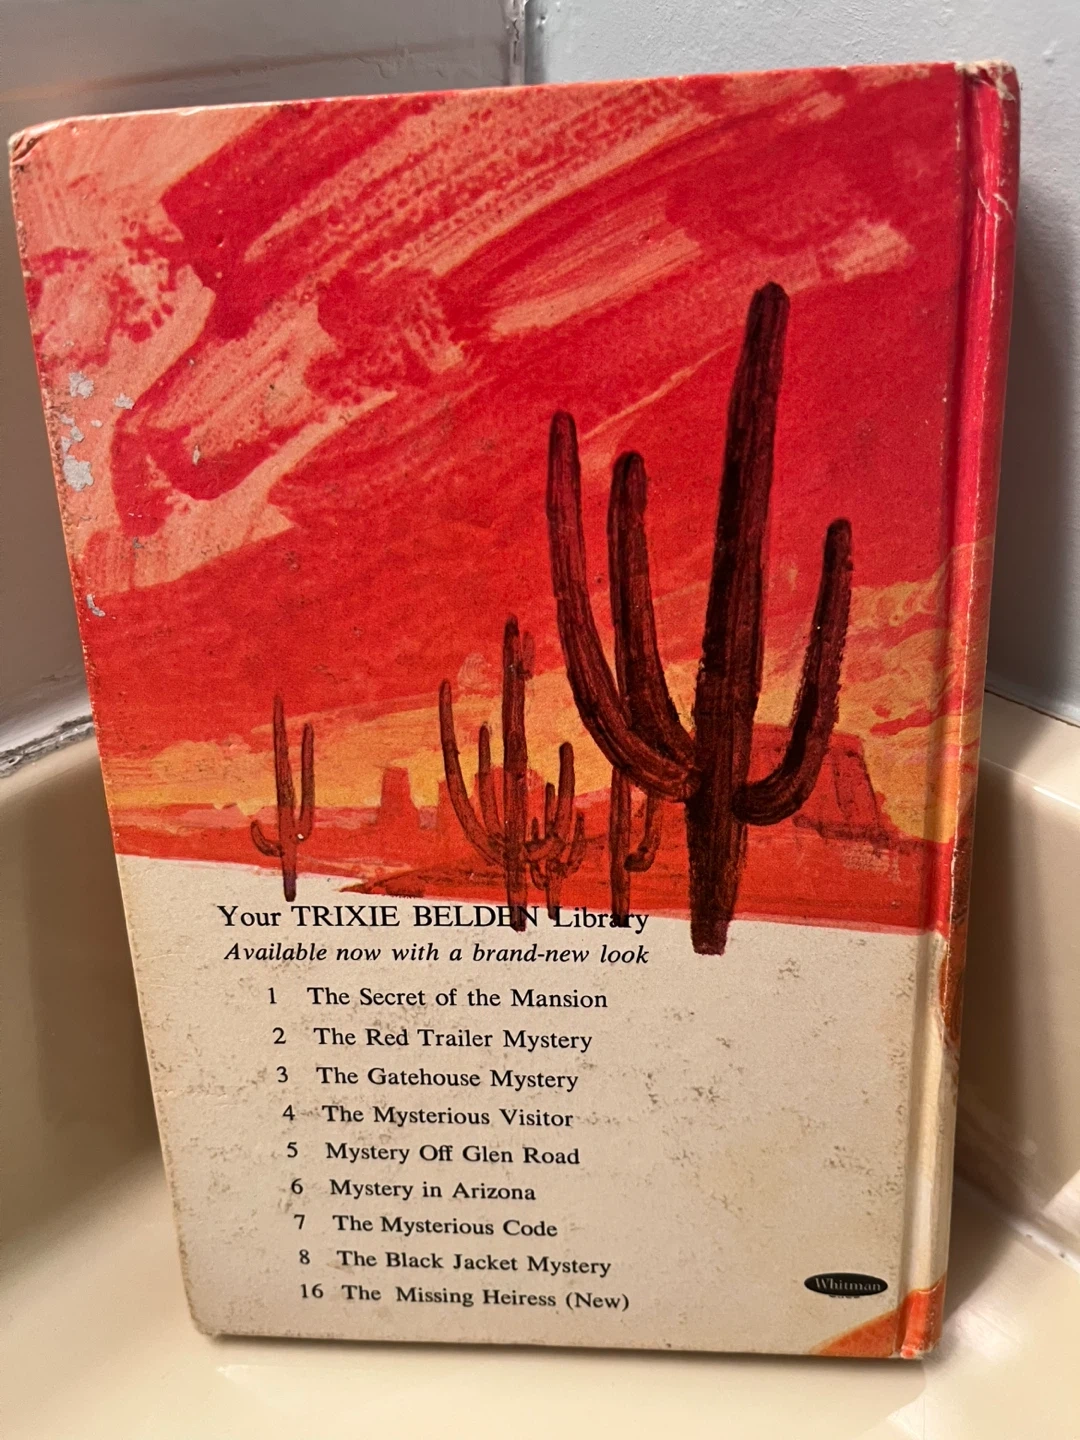 Your TRIXIE BELDEN Library
Available now with a brand-new look
1 The Secret of the Mansion
2 The Red Trailer Mystery
3 The Gatehouse Mystery
4 The Mysterious Visitor
5 Mystery Off Glen Road
6 Mystery in Arizona
7 The Mysterious Code
8 The Black Jacket Mystery
16 The Missing Heiress (New)
Whitman